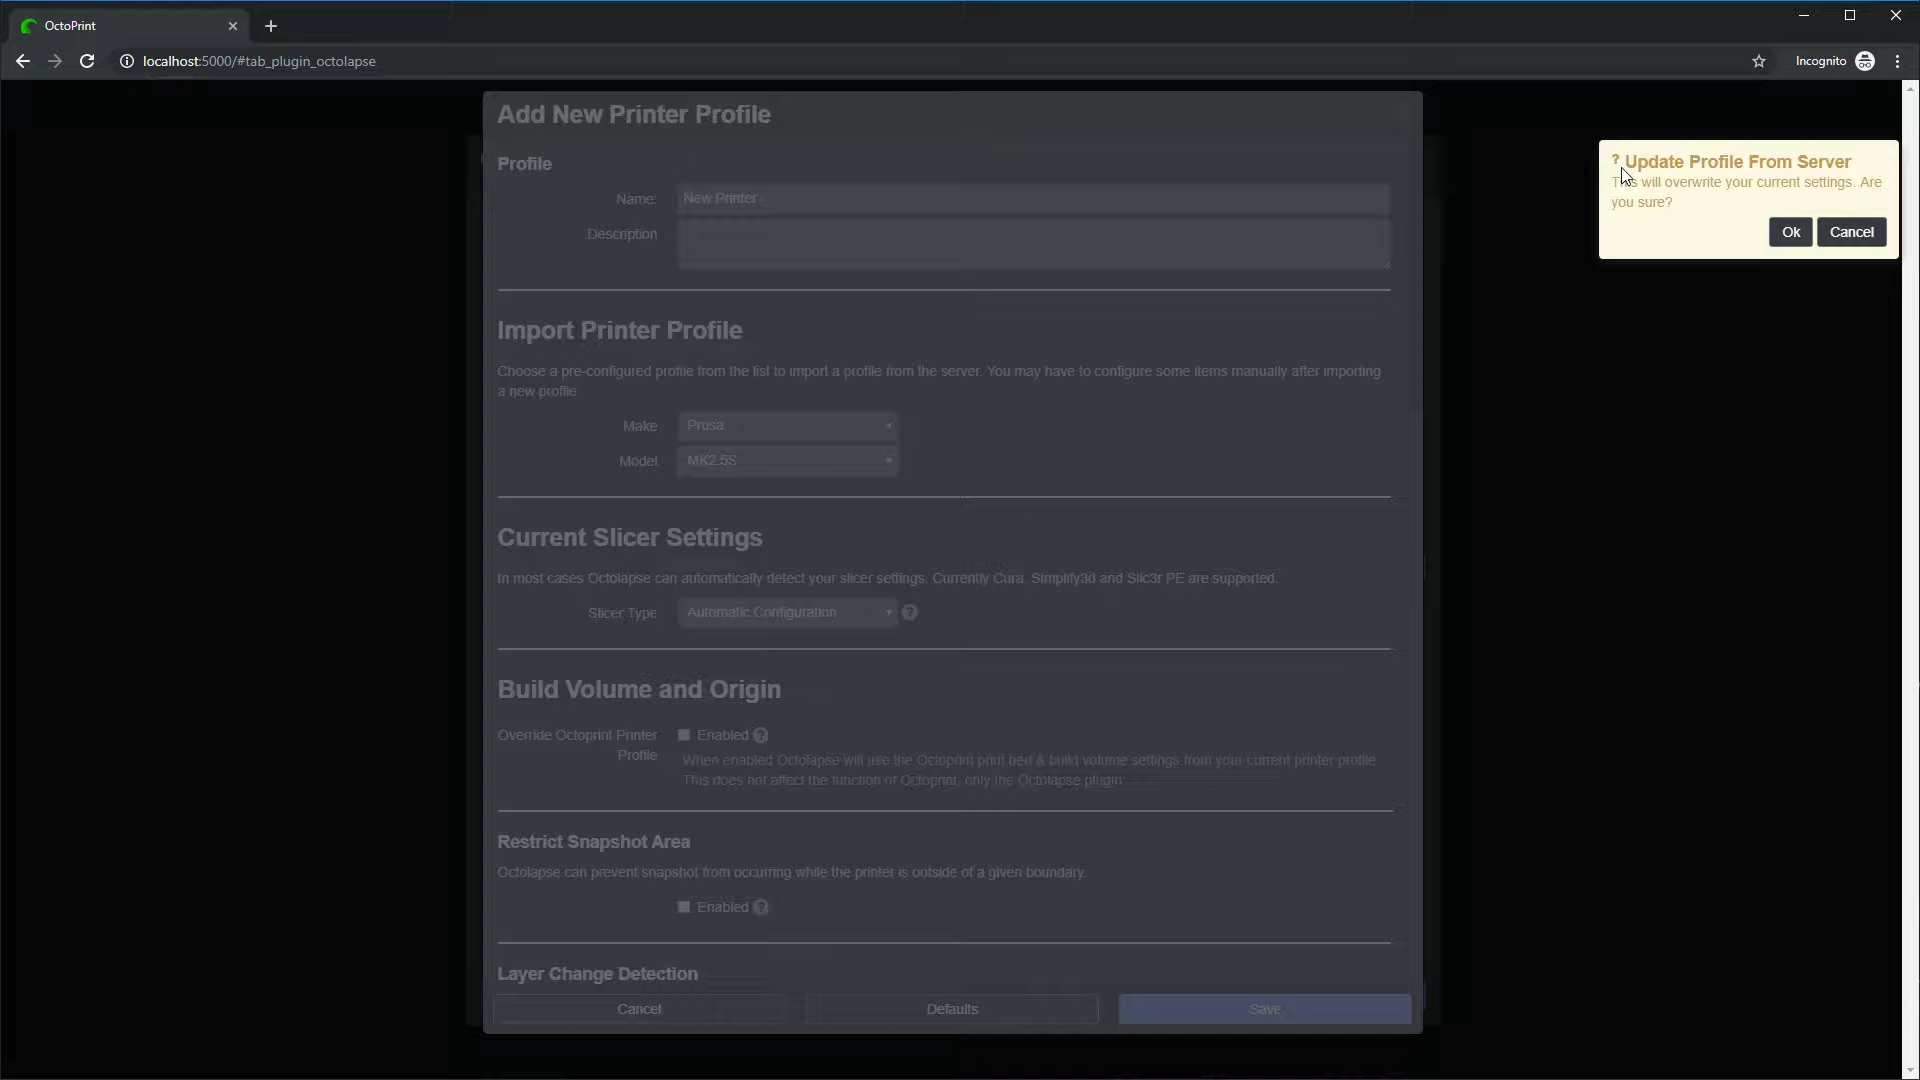 OctoPrint
localhost:5000/#tab_plugin_octolapse
Incognito
Add New Printer Profile
Profile
Name:
New Printer
Description
? Update Profile From Server
This will overwrite your current settings. Are
you sure?
Ok
Cancel
Import Printer Profile
Choose a pre-configured profile from the list to import a profile from the server. You may have to configure some items manually after importing
a new profile
Make
Prusa
Model
MK2.5S
Current Slicer Settings
In most cases Octolapse can automatically detect your slicer settings. Currently Cura, Simplify3d and Slic3r PE are supported.
Slicer Type
Automatic Configuration
Build Volume and Origin
Override Octoprint Printer
Profile
Enabled
When enabled Octolapse will use the Octoprint print bed & build volume settings from your current printer profile
This does not affect the function of Octoprint, only the Octolapse plugin
Restrict Snapshot Area
Octolapse can prevent snapshot from occurring while the printer is outside of a given boundary.
Enabled
Layer Change Detection
Cancel
Defaults
Save